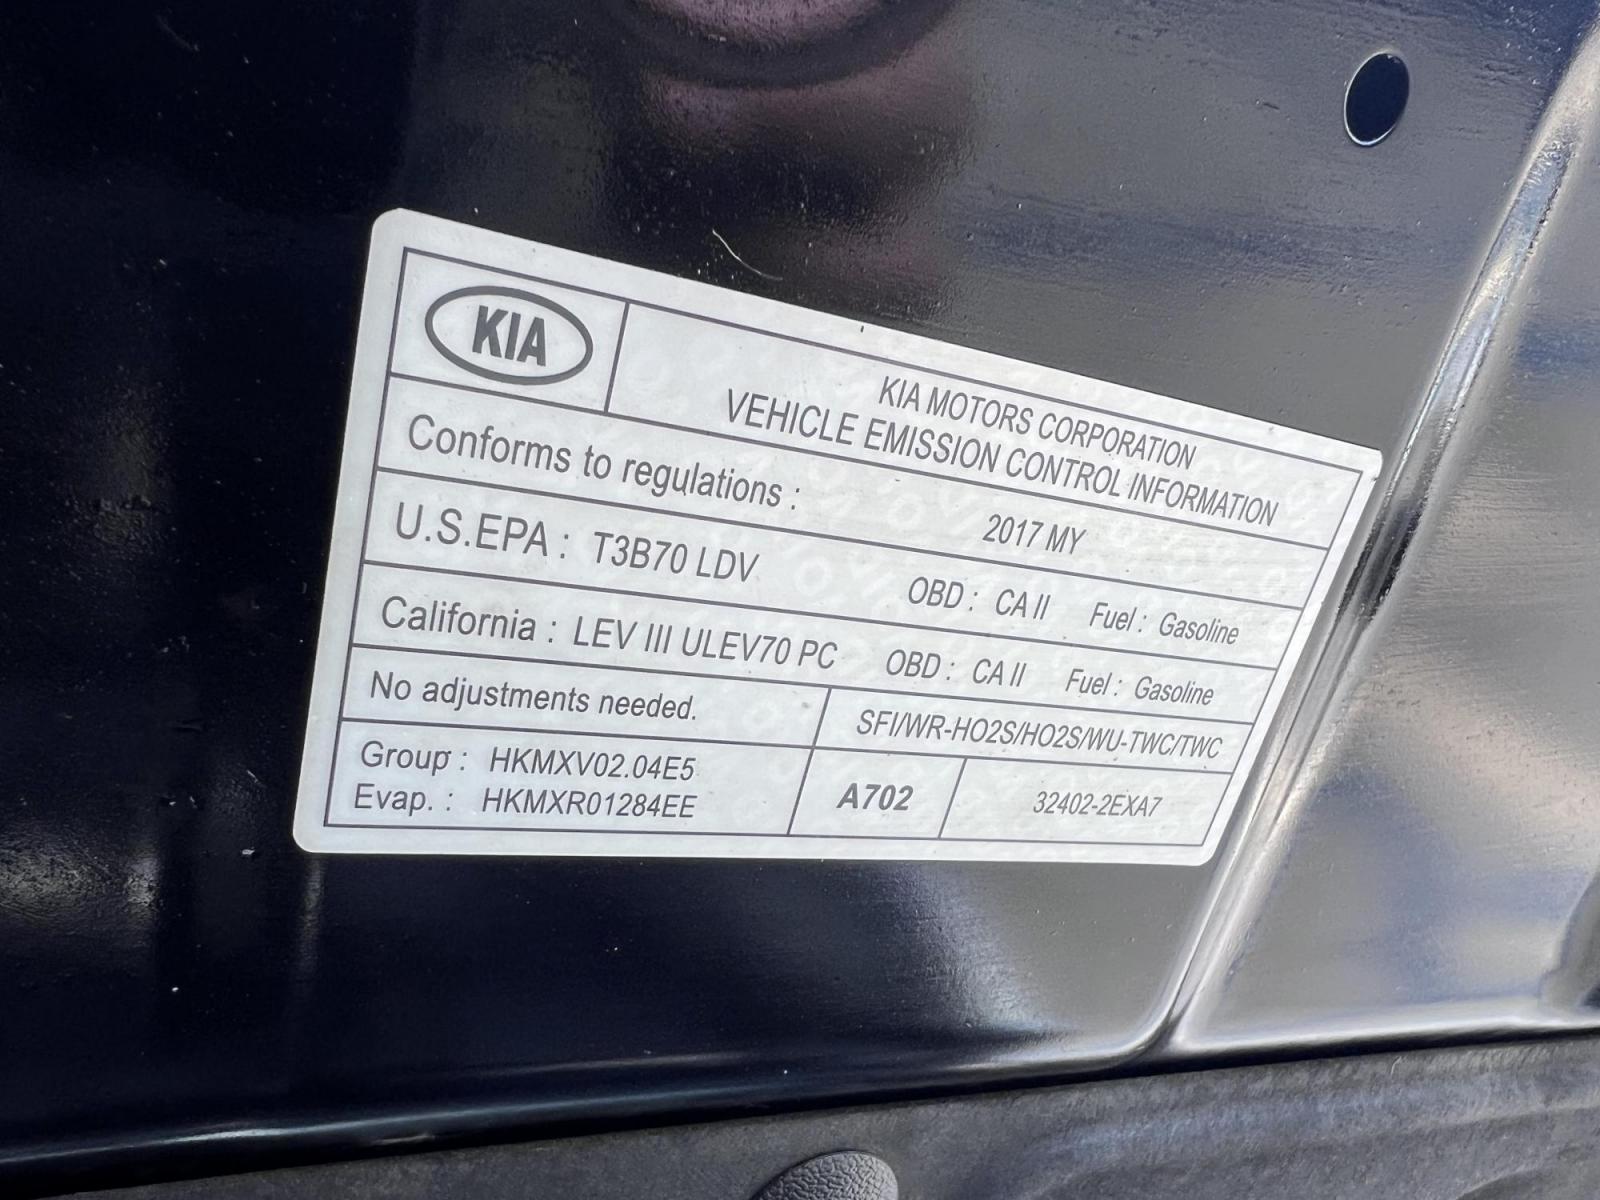 KIA
KIA MOTORS CORPORATION
VEHICLE EMISSION CONTROL INFORMATION
Conforms to regulations : 2017 MY
U.S.EPA : T3B70 LDV OBD : CA II Fuel : Gasoline
California : LEV III ULEV70 PC OBD : CA II Fuel : Gasoline
No adjustments needed. SFI/WR-HO2S/HO2S/WU-TWC/TWC
Group : HKMXV02.04E5
Evap. : HKMXR01284EE
A702
32402-2EXA7